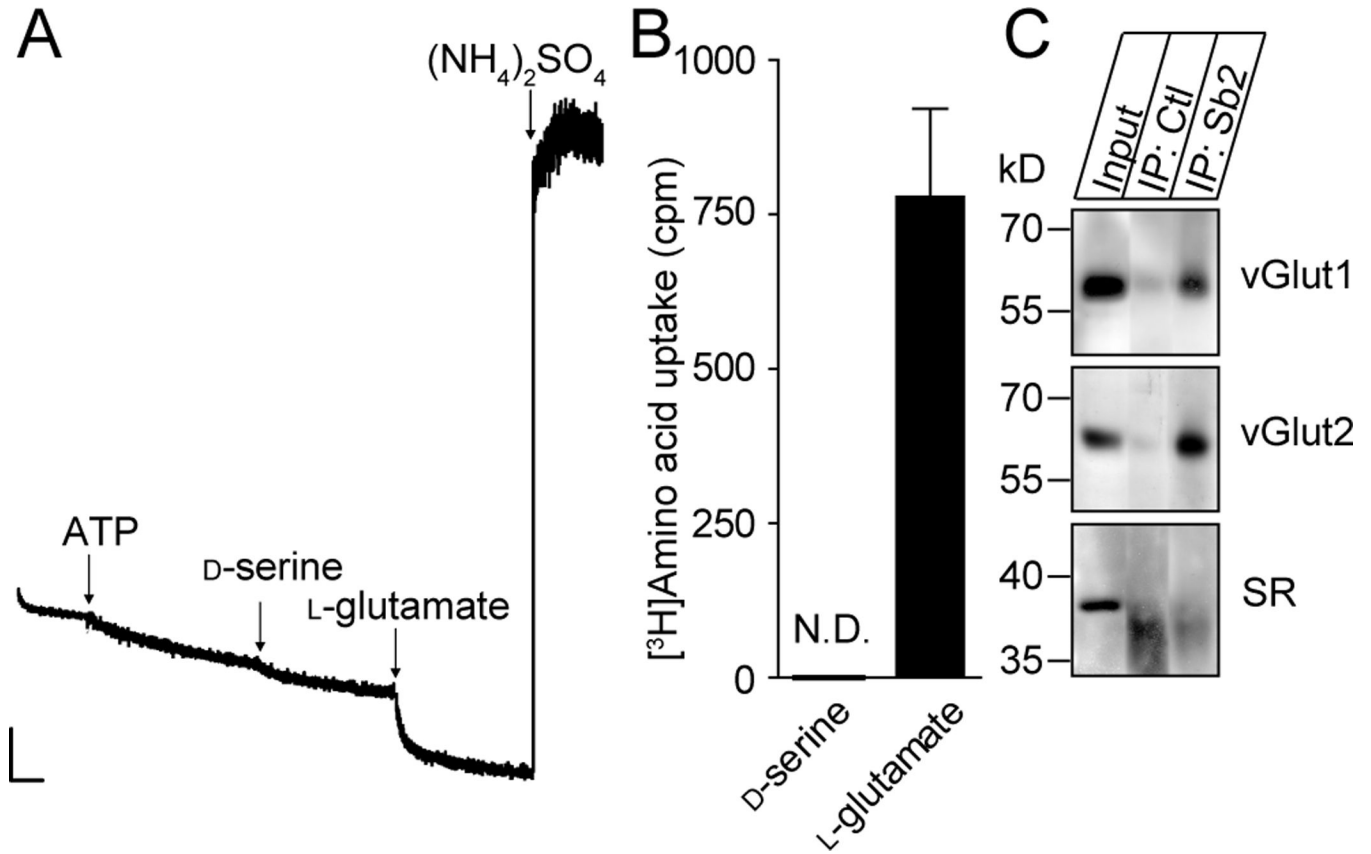 A
(NH₄)₂SO₄
ATP
D-serine
L-glutamate
B
[³H]Amino acid uptake (cpm)
1000
750
500
250
0
N.D.
D-serine
L-glutamate
C
kD
Input
IP: Ctl
IP: Sb2
70
55
vGlut1
70
55
vGlut2
40
35
SR